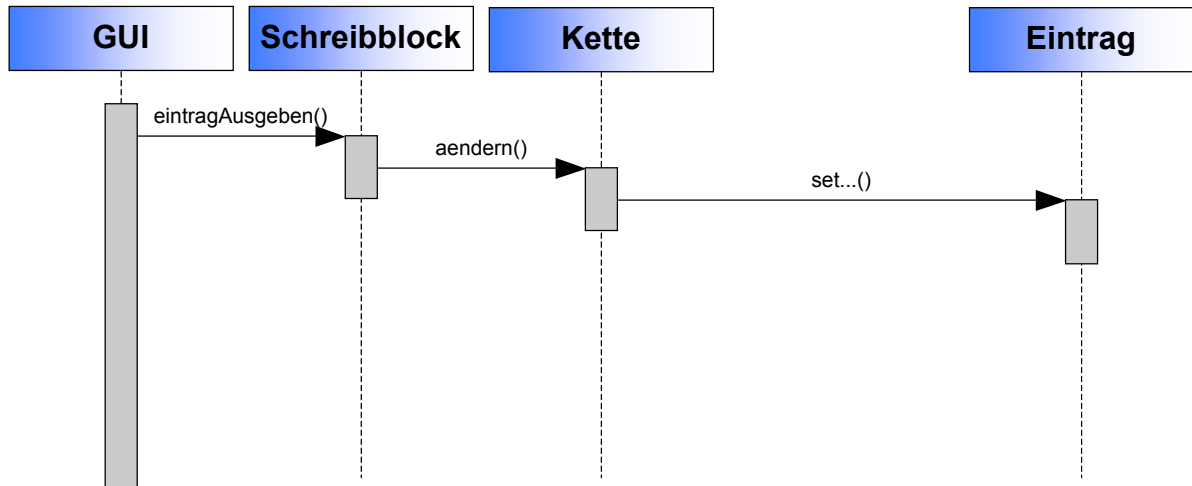 GUI
Schreibblock
Kette
Eintrag
eintragAusgeben()
aendern()
set...()